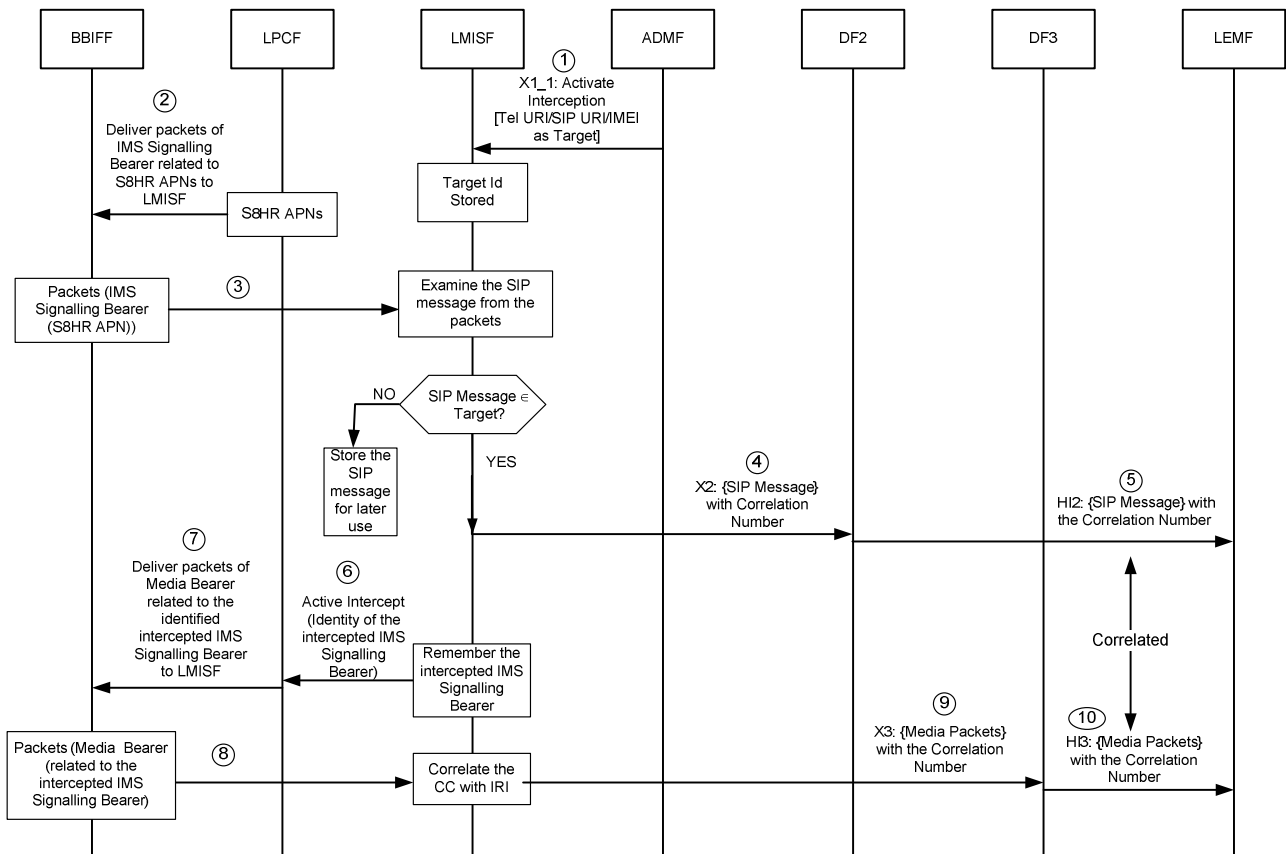 BBIFF
LPCF
LMISF
ADMF
DF2
DF3
LEMF
1
X1_1: Activate
Interception
[Tel URI/SIP URI/IMEI
as Target]
2
Deliver packets of
IMS Signalling
Bearer related to
S8HR APNs to
LMISF
Target Id
Stored
S8HR APNs
Packets (IMS
Signalling Bearer
(S8HR APN))
3
Examine the SIP
message from the
packets
NO
SIP Message ∈
Target?
Store the
SIP
message
for later
use
YES
4
X2: {SIP Message}
with Correlation
Number
5
HI2: {SIP Message} with
the Correlation Number
7
Deliver packets of
Media Bearer
related to the
identified
intercepted IMS
Signalling Bearer
to LMISF
6
Active Intercept
(Identity of the
intercepted IMS
Signalling
Bearer)
Remember the
intercepted IMS
Signalling
Bearer
Correlated
Packets (Media Bearer
(related to the
intercepted IMS
Signalling Bearer)
8
Correlate the
CC with IRI
9
X3: {Media Packets}
with the Correlation
Number
10
HI3: {Media Packets}
with the Correlation
Number